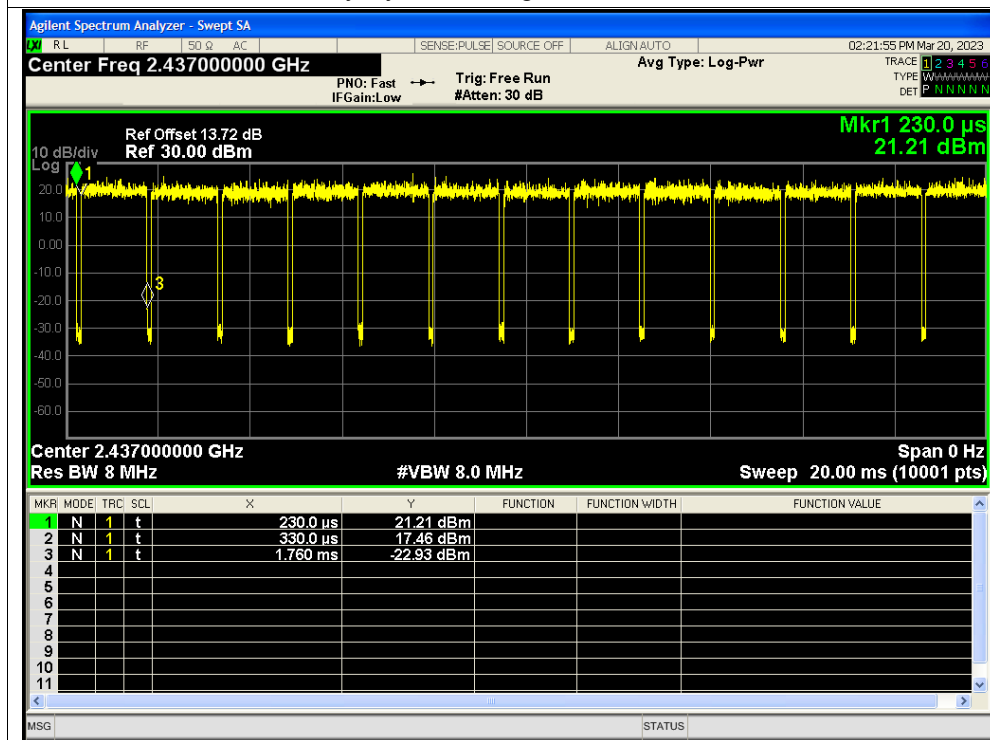 Agilent Spectrum Analyzer - Swept SA
LXI RL RF 50 Ω AC SENSE:PULSE SOURCE OFF ALIGN AUTO 02:21:55 PM Mar 20, 2023
Center Freq 2.437000000 GHz Avg Type: Log-Pwr TRACE 1 2 3 4 5 6
PNO: Fast Trig: Free Run TYPE WWWWWW
IFGain:Low #Atten: 30 dB DET P N N N N N
Mkr1 230.0 µs
21.21 dBm
Ref Offset 13.72 dB
10 dB/div Ref 30.00 dBm
Log
1
20.0
10.0
0.00
-10.0
3
-20.0
-30.0
-40.0
-50.0
-60.0
Center 2.437000000 GHz Span 0 Hz
Res BW 8 MHz #VBW 8.0 MHz Sweep 20.00 ms (10001 pts)
MKR MODE TRC SCL X Y FUNCTION FUNCTION WIDTH FUNCTION VALUE
1 N 1 t 230.0 µs 21.21 dBm
2 N 1 t 330.0 µs 17.46 dBm
3 N 1 t 1.760 ms -22.93 dBm
4
5
6
7
8
9
10
11
MSG STATUS